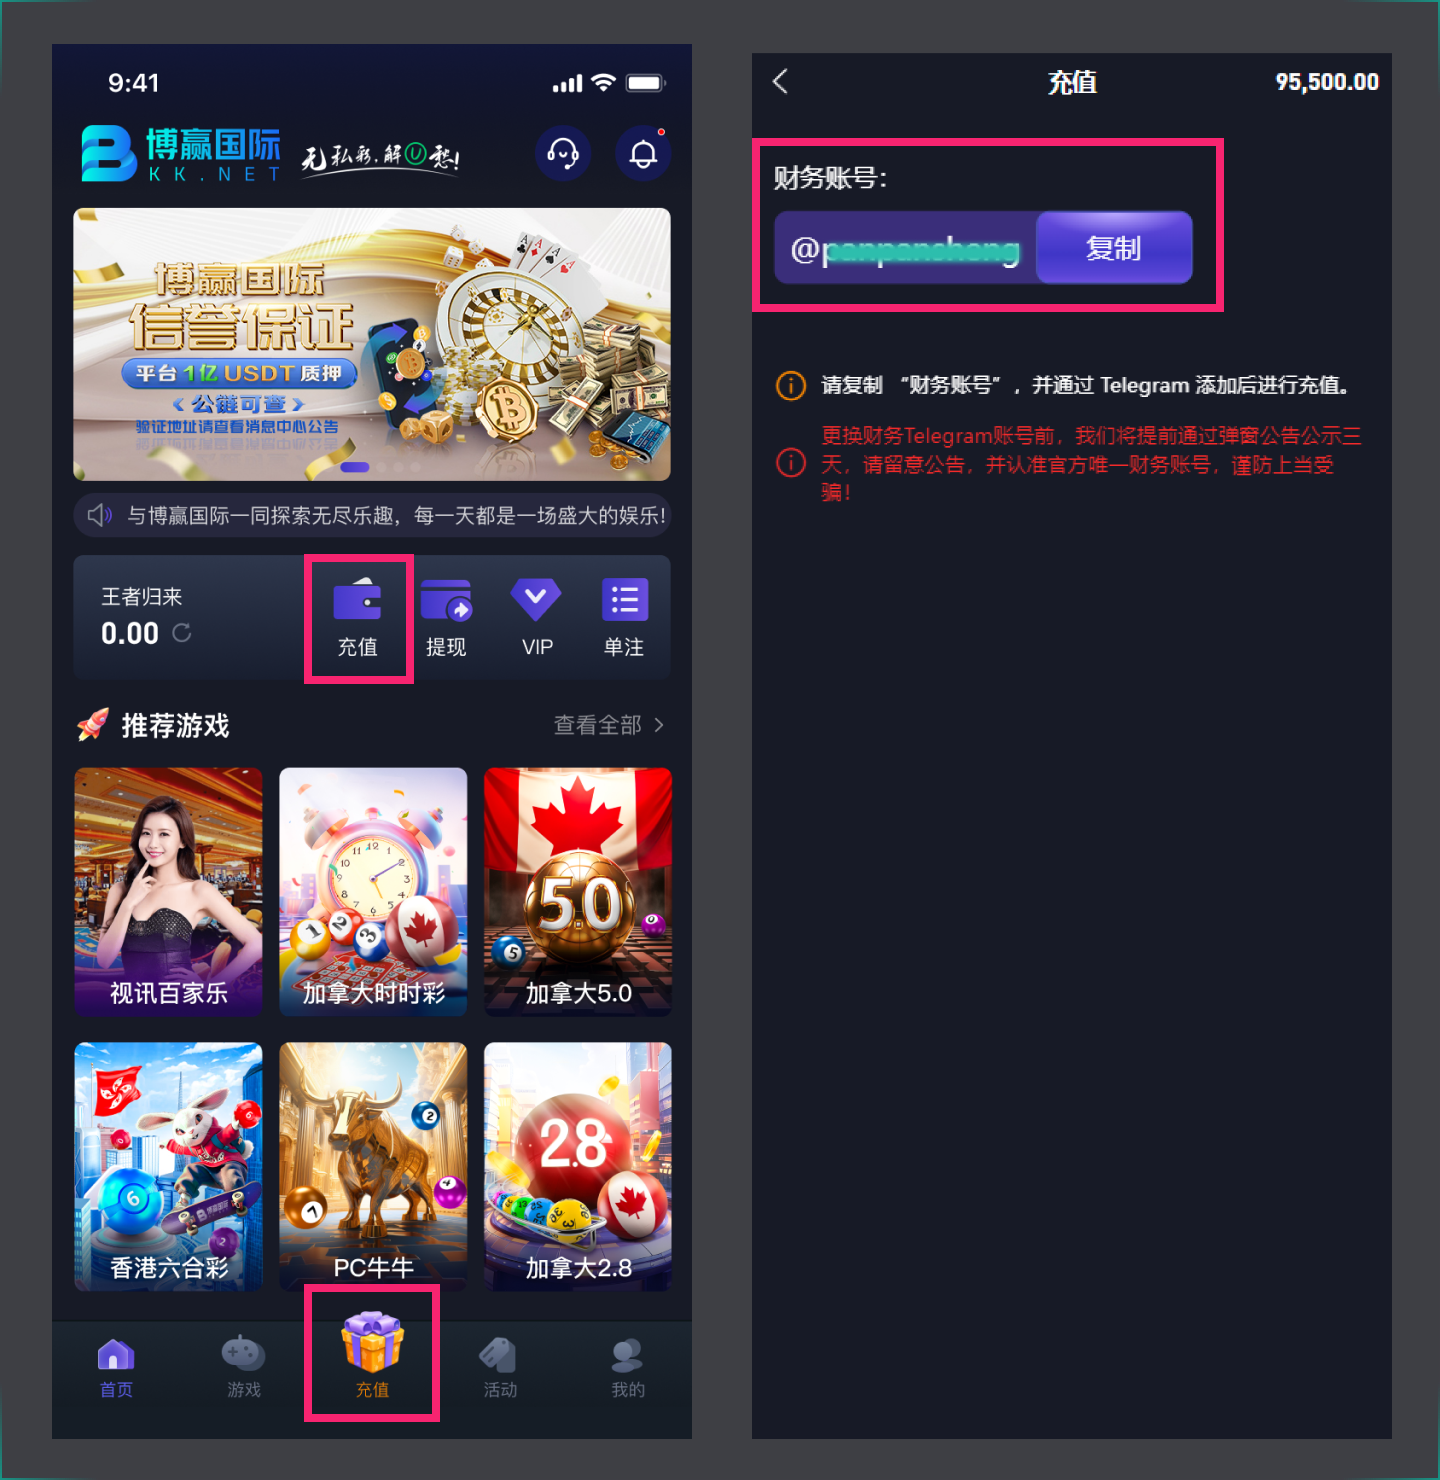 9:41
博赢国际
KK.NET
无私彩.解U愁!
博赢国际
信誉保证
平台1亿USDT质押
《公链可查》
验证地址请查看消息中心公告
与博赢国际一同探索无尽乐趣，每一天都是一场盛大的娱乐!
王者归来
0.00
充值
提现
VIP
单注
推荐游戏
查看全部
视讯百家乐
加拿大时时彩
5.0
加拿大5.0
香港六合彩
PC牛牛
2.8
加拿大2.8
首页
游戏
充值
活动
我的
充值
95,500.00
财务账号:
复制
请复制 “财务账号” ，并通过 Telegram 添加后进行充值。
更换财务Telegram账号前，我们将提前通过弹窗公告公示三
天，请留意公告，并认准官方唯一财务账号，谨防上当受
骗!